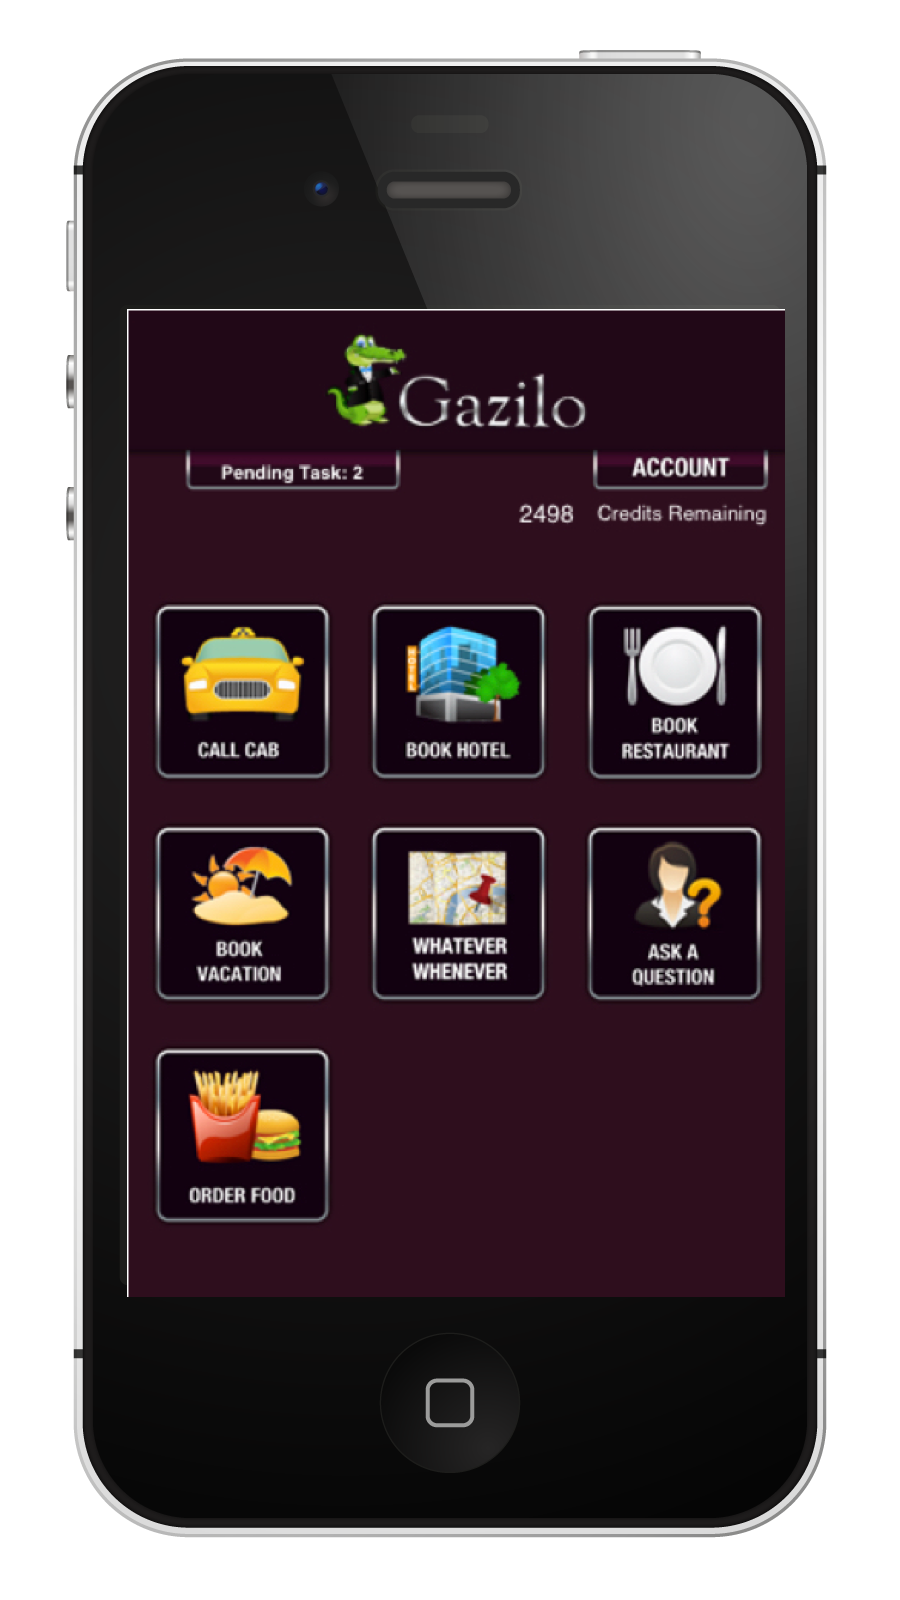 Gazilo
Pending Task: 2
ACCOUNT
2498 Credits Remaining
CALL CAB
HOTEL
BOOK HOTEL
BOOK
RESTAURANT
BOOK
VACATION
WHATEVER
WHENEVER
ASK A
QUESTION
ORDER FOOD